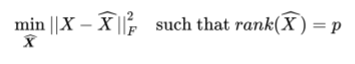 min ||X − X̂||²_F such that rank(X̂) = p
X̂